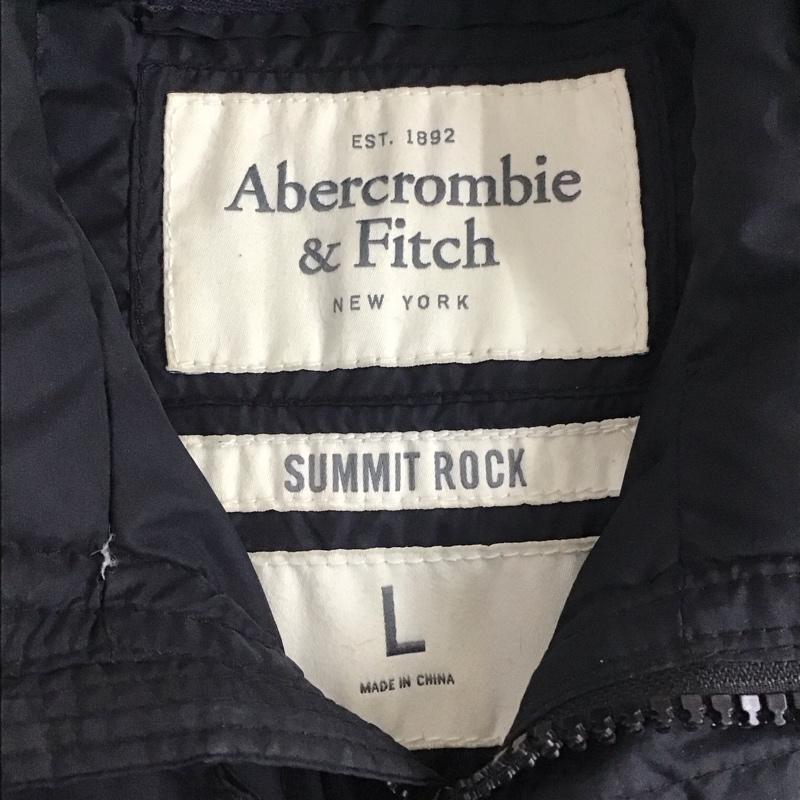 EST. 1892
Abercrombie
& Fitch
NEW YORK
SUMMIT ROCK
L
MADE IN CHINA